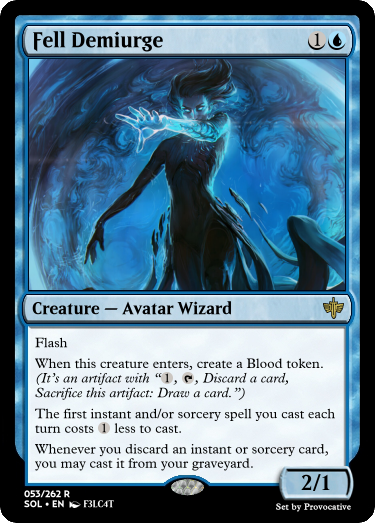 Fell Demiurge 1
Creature — Avatar Wizard
Flash
When this creature enters, create a Blood token.
(It's an artifact with “1, , Discard a card,
Sacrifice this artifact: Draw a card.”)
The first instant and/or sorcery spell you cast each
turn costs 1 less to cast.
Whenever you discard an instant or sorcery card,
you may cast it from your graveyard.
2/1
053/262 R
SOL • EN F3LC4T
Set by Provocative